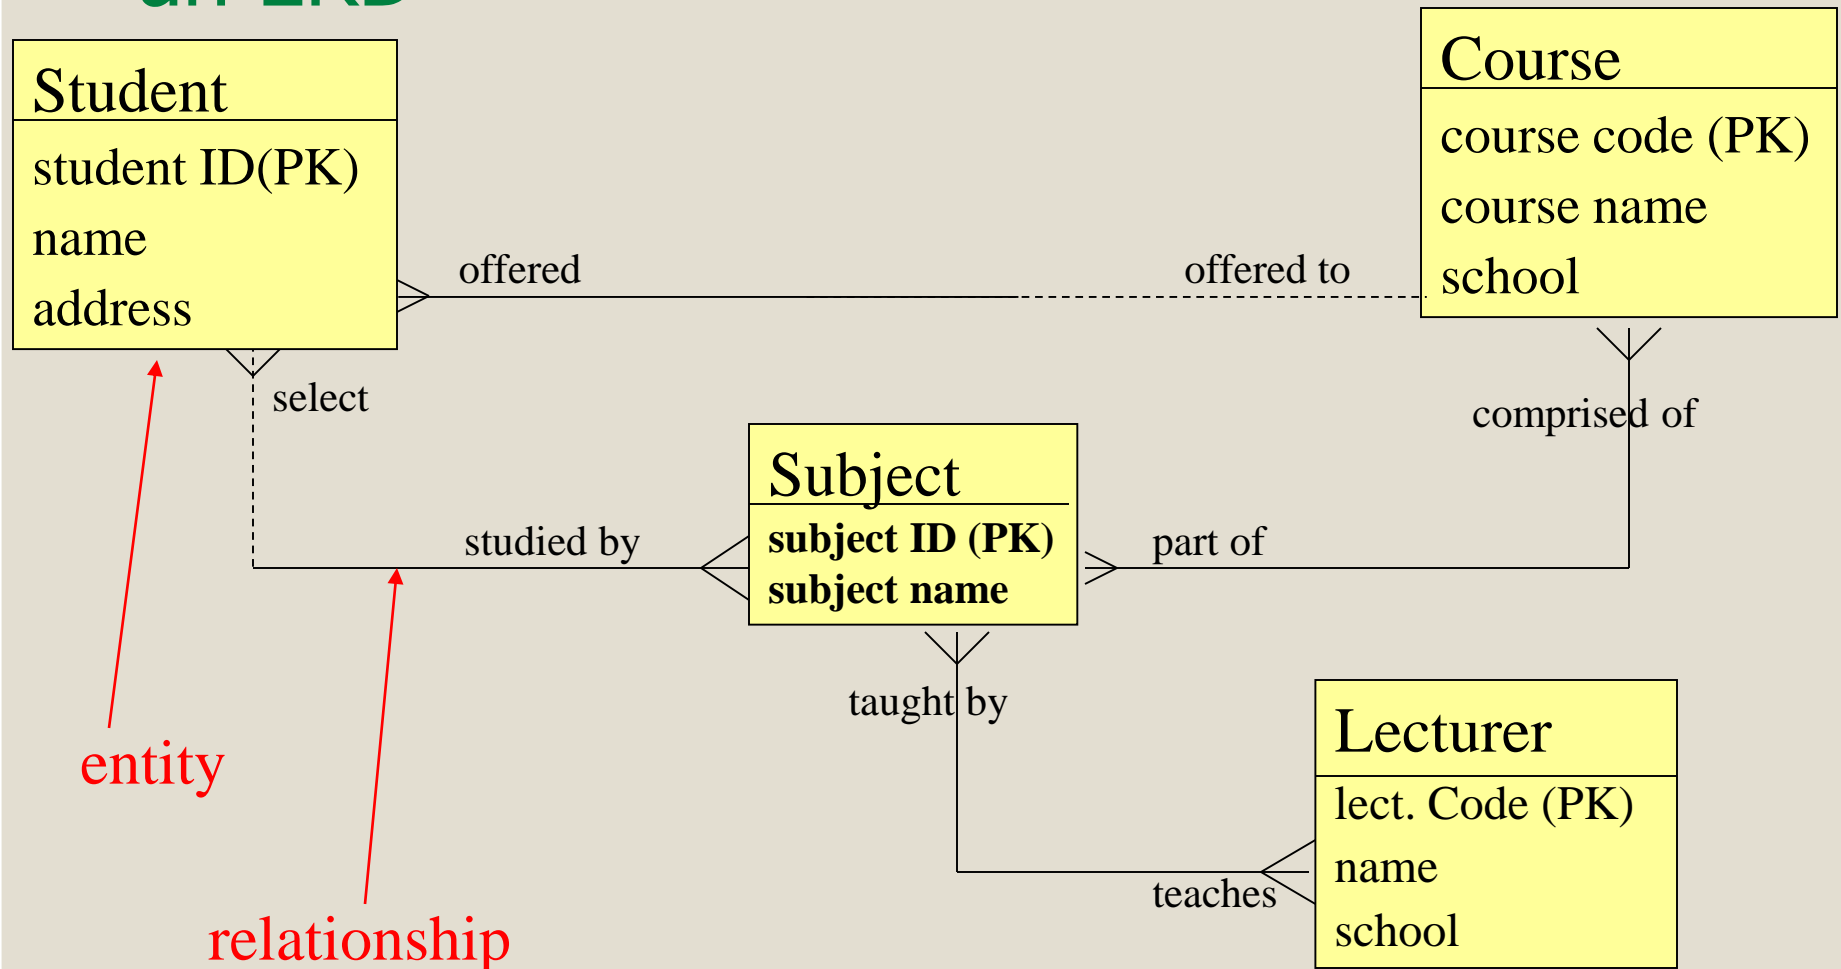 an ERD
Student
student ID(PK)
name
address
Course
course code (PK)
course name
school
offered
offered to
select
comprised of
Subject
subject ID (PK)
subject name
studied by
part of
taught by
teaches
Lecturer
lect. Code (PK)
name
school
entity
relationship